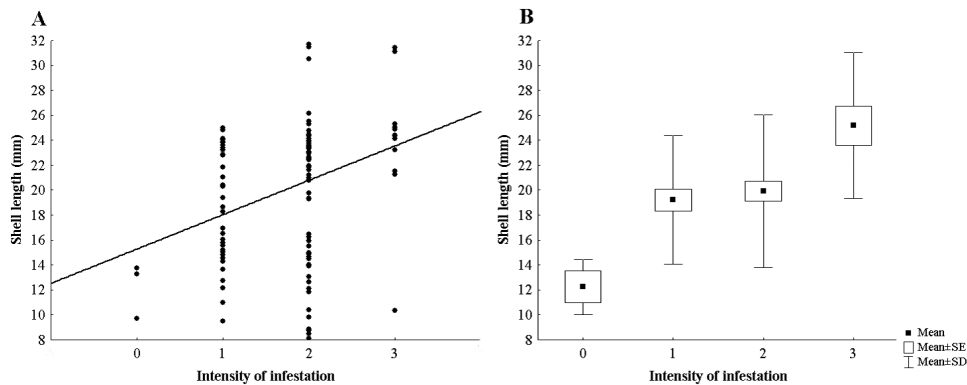 A
B
32
30
28
26
24
22
20
18
16
14
12
10
8
Shell length (mm)
0 1 2 3
Intensity of infestation
32
30
28
26
24
22
20
18
16
14
12
10
8
Shell length (mm)
0 1 2 3
Intensity of infestation
Mean
Mean±SE
Mean±SD